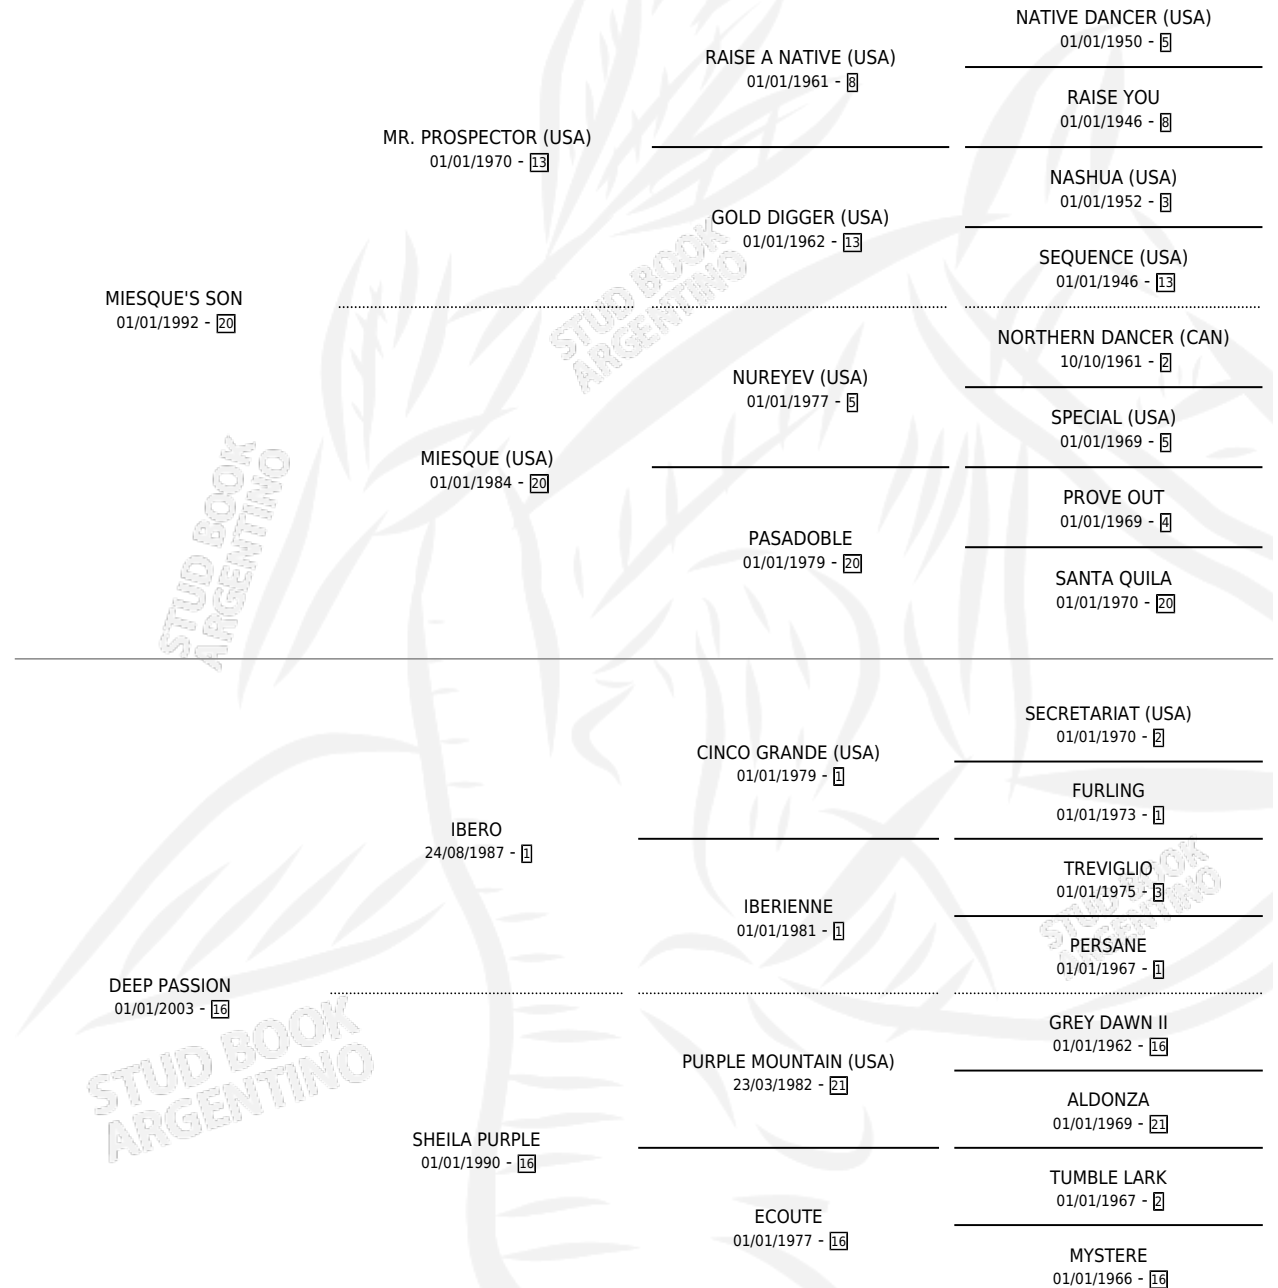 NATIVE DANCER (USA)
01/01/1950 - 5
RAISE A NATIVE (USA)
01/01/1961 - 8
RAISE YOU
01/01/1946 - 8
MR. PROSPECTOR (USA)
01/01/1970 - 13
NASHUA (USA)
01/01/1952 - 3
GOLD DIGGER (USA)
01/01/1962 - 13
SEQUENCE (USA)
01/01/1946 - 13
MIESQUE'S SON
01/01/1992 - 20
STUD BOOK
ARGENTINO
NORTHERN DANCER (CAN)
10/10/1961 - 2
NUREYEV (USA)
01/01/1977 - 5
SPECIAL (USA)
01/01/1969 - 5
MIESQUE (USA)
01/01/1984 - 20
PROVE OUT
01/01/1969 - 4
PASADOBLE
01/01/1979 - 20
SANTA QUILA
01/01/1970 - 20
STUD BOOK
ARGENTINO
SECRETARIAT (USA)
01/01/1970 - 2
CINCO GRANDE (USA)
01/01/1979 - 1
FURLING
01/01/1973 - 1
IBERO
24/08/1987 - 1
TREVIGLIO
01/01/1975 - 3
IBERIENNE
01/01/1981 - 1
STUD BOOK
ARGENTINO
PERSANE
01/01/1967 - 1
DEEP PASSION
01/01/2003 - 16
GREY DAWN II
01/01/1962 - 16
PURPLE MOUNTAIN (USA)
23/03/1982 - 21
STUD BOOK
ARGENTINO
ALDONZA
01/01/1969 - 21
SHEILA PURPLE
01/01/1990 - 16
TUMBLE LARK
01/01/1967 - 2
ECOUTE
01/01/1977 - 16
MYSTERE
01/01/1966 - 16